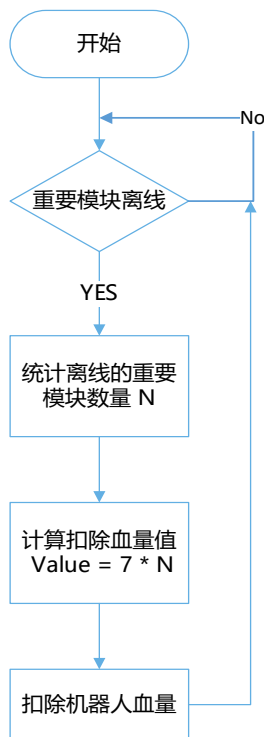 开始
No
重要模块离线
YES
统计离线的重要
模块数量 N
计算扣除血量值
Value = 7 * N
扣除机器人血量